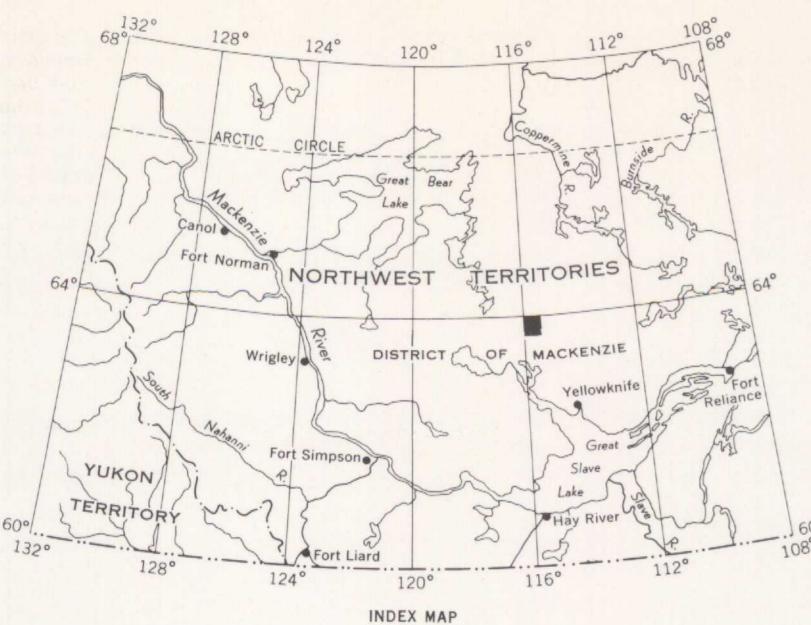 132° 128° 124° 120° 116° 112° 108°
68° 68°
ARCTIC CIRCLE
Coppermine R.
Burnside R.
Great Bear Lake
Mackenzie River
Canol
Fort Norman
NORTHWEST TERRITORIES
64° 64°
DISTRICT OF MACKENZIE
Wrigley
Yellowknife
Fort Reliance
South Nahanni R.
Fort Simpson
Great Slave Lake
YUKON TERRITORY
Hay River
Slave R.
Fort Liard
60° 60°
132° 128° 124° 120° 116° 112° 108°
INDEX MAP